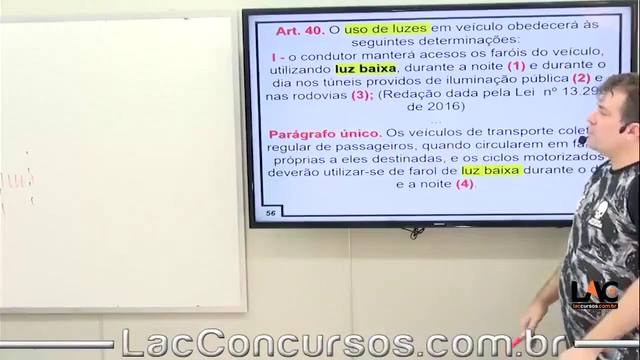 Art. 40. O uso de luzes em veículo obedecerá às
seguintes determinações:
I - o condutor manterá acesos os faróis do veículo,
utilizando luz baixa, durante a noite (1) e durante o
dia nos túneis providos de iluminação pública (2) e
nas rodovias (3); (Redação dada pela Lei nº 13.29
de 2016)
...
Parágrafo único. Os veículos de transporte cole
regular de passageiros, quando circularem em fa
próprias a eles destinadas, e os ciclos motorizados
deverão utilizar-se de farol de luz baixa durante o d
e a noite (4).
56
LAC
lacconcursos.com.br
LacConcursos.com.br